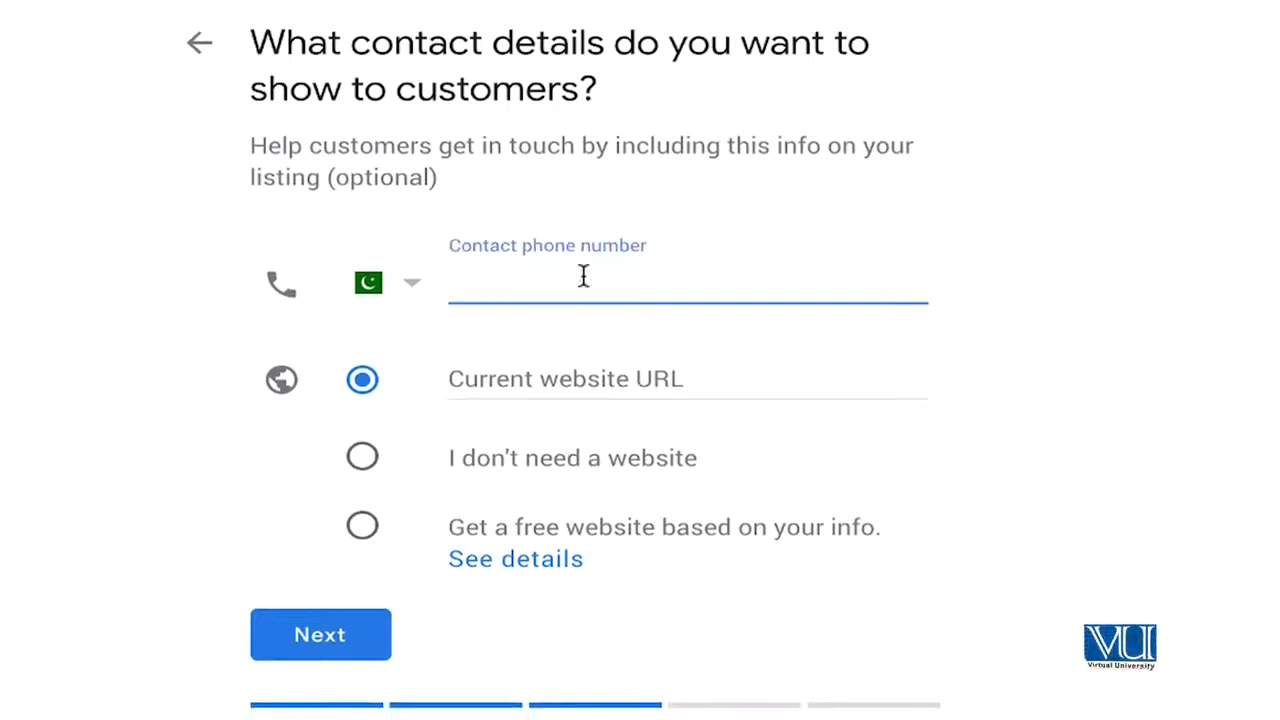 What contact details do you want to
show to customers?
Help customers get in touch by including this info on your
listing (optional)
Contact phone number
Current website URL
I don't need a website
Get a free website based on your info.
See details
Next
VU
Virtual University